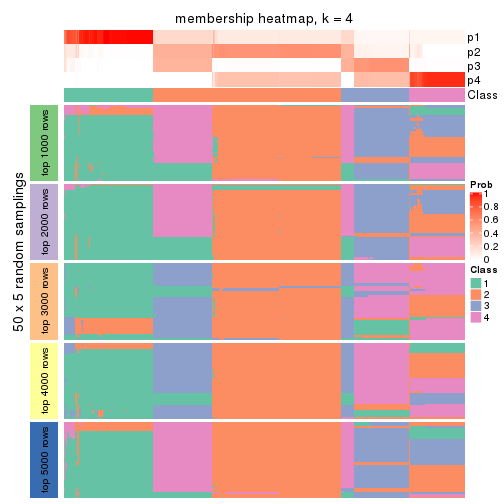 membership heatmap, k = 4
p1
p2
p3
p4
Class
50 x 5 random samplings
top 1000 rows
top 2000 rows
top 3000 rows
top 4000 rows
top 5000 rows
Prob
1
0.8
0.6
0.4
0.2
0
Class
1
2
3
4